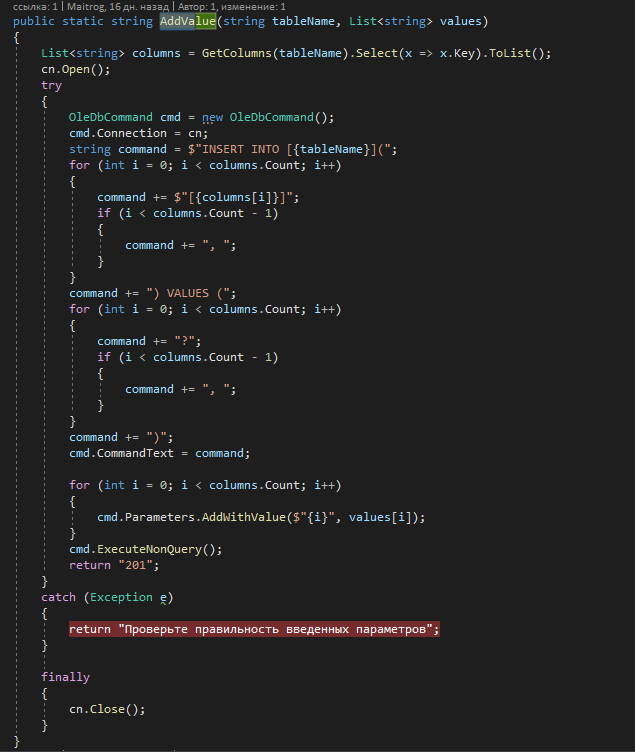 ссылка: 1 | Maitrog, 16 дн. назад | Автор: 1, изменение: 1
public static string AddValue(string tableName, List<string> values)
{
    List<string> columns = GetColumns(tableName).Select(x => x.Key).ToList();
    cn.Open();
    try
    {
        OleDbCommand cmd = new OleDbCommand();
        cmd.Connection = cn;
        string command = $"INSERT INTO [{tableName}](";
        for (int i = 0; i < columns.Count; i++)
        {
            command += $"[{columns[i]}]";
            if (i < columns.Count - 1)
            {
                command += ", ";
            }
        }
        command += ") VALUES (";
        for (int i = 0; i < columns.Count; i++)
        {
            command += "?";
            if (i < columns.Count - 1)
            {
                command += ", ";
            }
        }
        command += ")";
        cmd.CommandText = command;

        for (int i = 0; i < columns.Count; i++)
        {
            cmd.Parameters.AddWithValue($"{i}", values[i]);
        }
        cmd.ExecuteNonQuery();
        return "201";
    }
    catch (Exception e)
    {
        return "Проверьте правильность введенных параметров";
    }

    finally
    {
        cn.Close();
    }
}